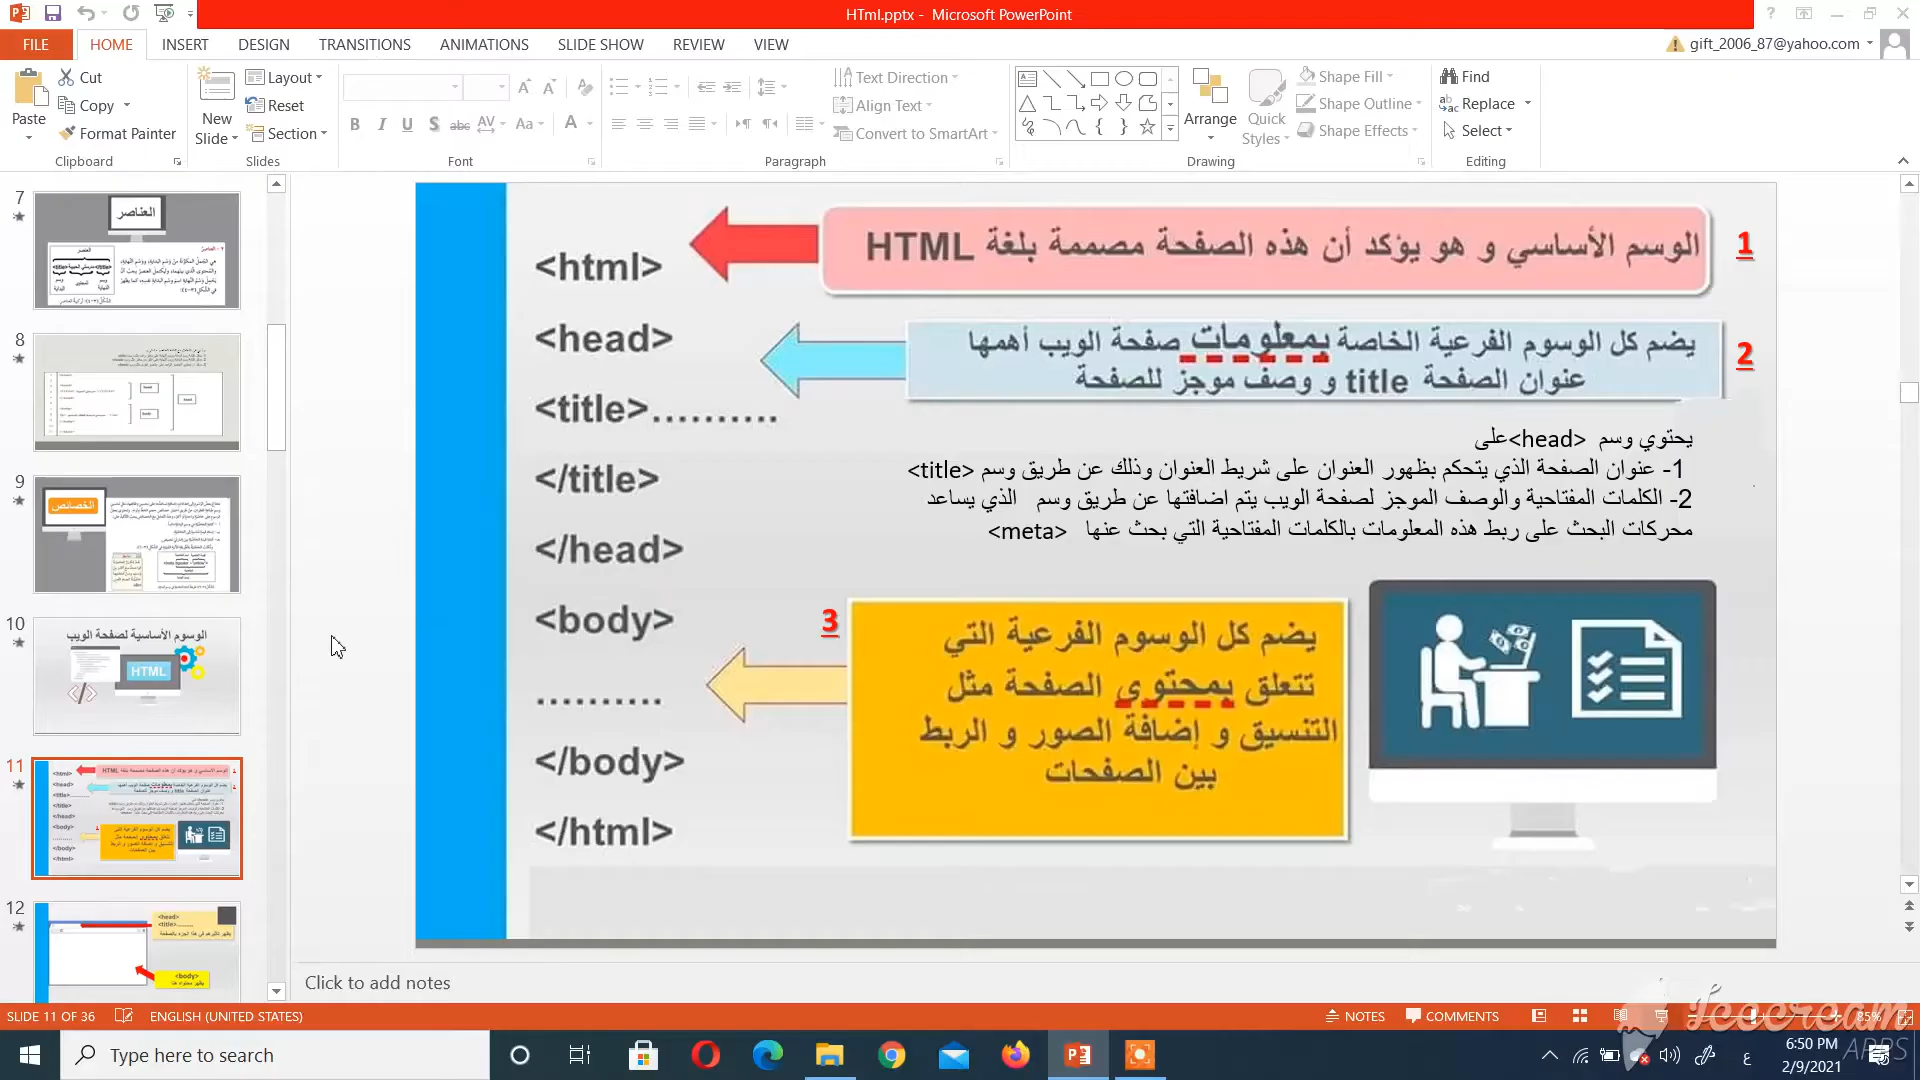 HTml.pptx - Microsoft PowerPoint
FILE HOME INSERT DESIGN TRANSITIONS ANIMATIONS SLIDE SHOW REVIEW VIEW
gift_2006_87@yahoo.com
Paste
Cut
Copy
Format Painter
Clipboard
New Slide
Layout
Reset
Section
Slides
Font
Text Direction
Align Text
Convert to SmartArt
Paragraph
Arrange
Quick Styles
Shape Fill
Shape Outline
Shape Effects
Drawing
Find
Replace
Select
Editing
7
العناصر
8
9
الخصائص
10
الوسوم الأساسية لصفحة الويب
HTML
11
12
<head>
<title>..........
<body>
<html>
الوسم الأساسي و هو يؤكد أن هذه الصفحة مصممة بلغة HTML
1
<head>
يضم كل الوسوم الفرعية الخاصة بمعلومات صفحة الويب أهمها
عنوان الصفحة title و وصف موجز للصفحة
2
<title>..........
يحتوي وسم <head>على
1- عنوان الصفحة الذي يتحكم بظهور العنوان على شريط العنوان وذلك عن طريق وسم <title>
2- الكلمات المفتاحية والوصف الموجز لصفحة الويب يتم اضافتها عن طريق وسم الذي يساعد
محركات البحث على ربط هذه المعلومات بالكلمات المفتاحية التي بحث عنها <meta>
</title>
</head>
<body>
3
يضم كل الوسوم الفرعية التي
تتعلق بمحتوى الصفحة مثل
التنسيق و إضافة الصور و الربط
بين الصفحات
..........
</body>
</html>
Click to add notes
SLIDE 11 OF 36 ENGLISH (UNITED STATES) NOTES COMMENTS 85%
Icecream
APPS
Type here to search
ع
6:50 PM
2/9/2021